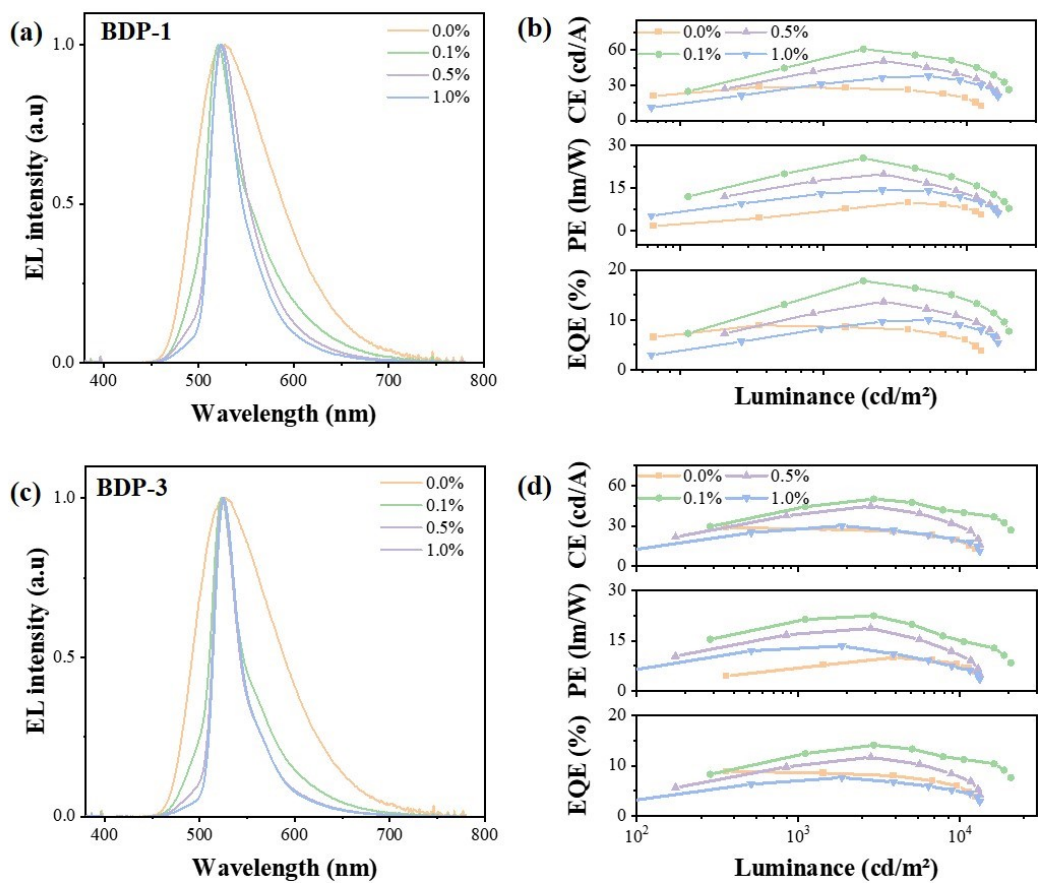 (a)
BDP-1
0.0%
0.1%
0.5%
1.0%
1.0
0.5
0.0
EL intensity (a.u)
400
500
600
700
800
Wavelength (nm)
(b)
0.0%
0.5%
0.1%
1.0%
60
30
0
CE (cd/A)
30
15
0
PE (lm/W)
20
10
0
EQE (%)
Luminance (cd/m²)
(c)
BDP-3
0.0%
0.1%
0.5%
1.0%
1.0
0.5
0.0
EL intensity (a.u)
400
500
600
700
800
Wavelength (nm)
(d)
0.0%
0.5%
0.1%
1.0%
60
30
0
CE (cd/A)
30
15
0
PE (lm/W)
20
10
0
EQE (%)
10²
10³
10⁴
Luminance (cd/m²)